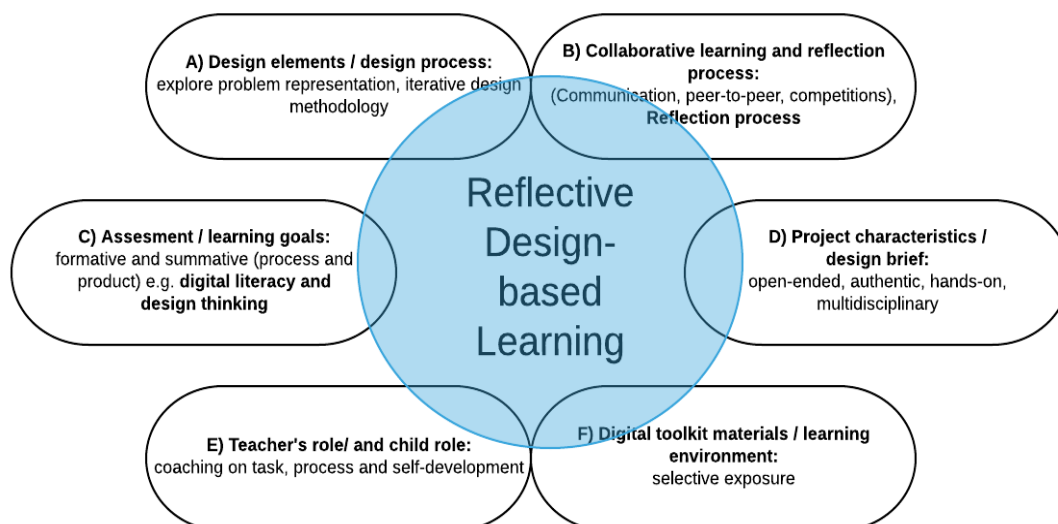 A) Design elements / design process:
explore problem representation, iterative design
methodology
B) Collaborative learning and reflection
process:
(Communication, peer-to-peer, competitions),
Reflection process
Reflective
Design-
based
Learning
C) Assesment / learning goals:
formative and summative (process and
product) e.g. digital literacy and
design thinking
D) Project characteristics /
design brief:
open-ended, authentic, hands-on,
multidisciplinary
E) Teacher's role/ and child role:
coaching on task, process and self-development
F) Digital toolkit materials / learning
environment:
selective exposure